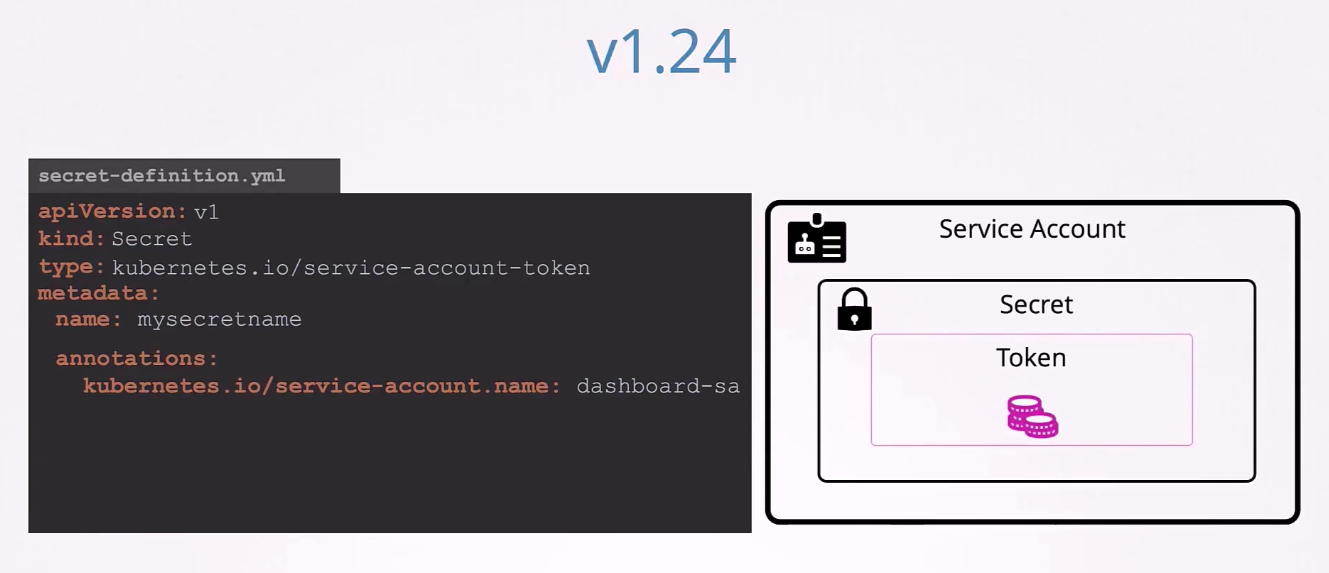 v1.24
secret-definition.yml
apiVersion: v1
kind: Secret
type: kubernetes.io/service-account-token
metadata:
name: mysecretname
annotations:
kubernetes.io/service-account.name: dashboard-sa
Service Account
Secret
Token